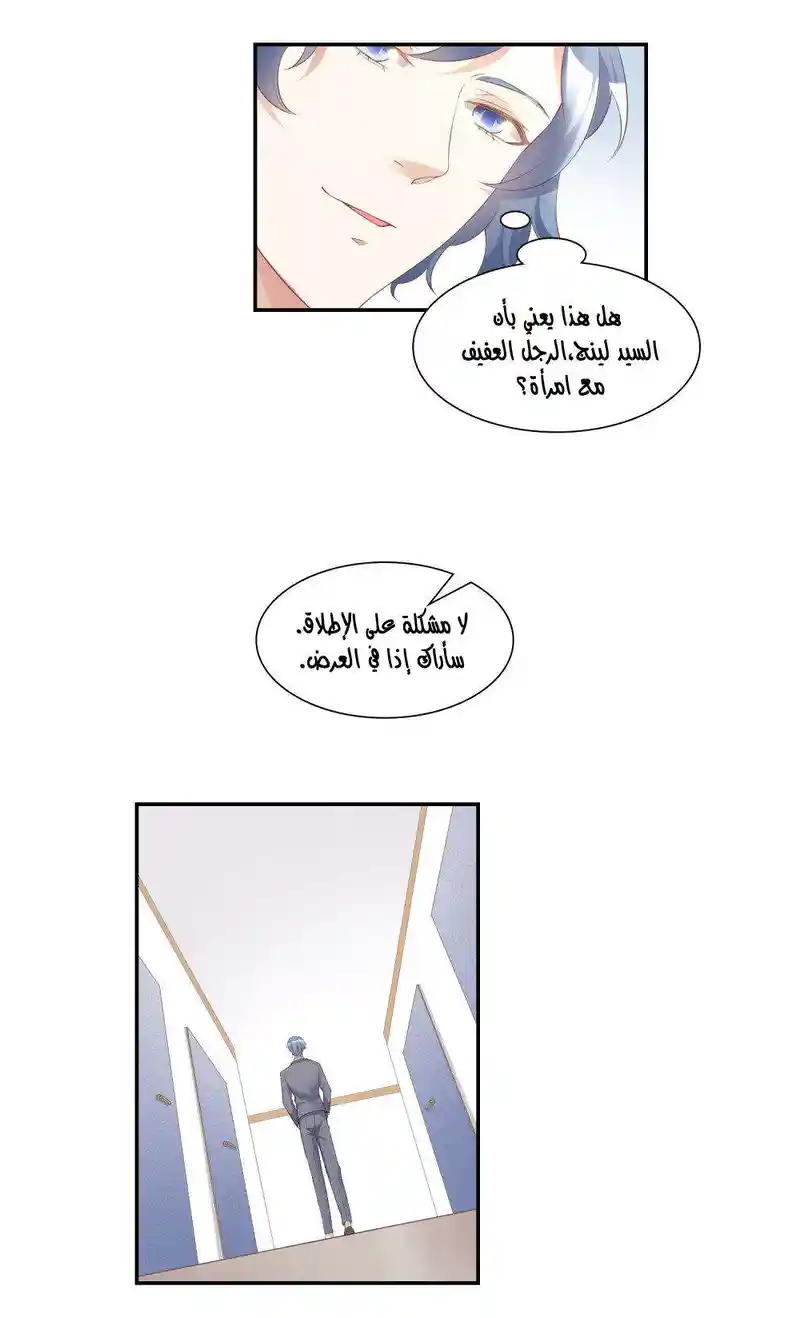 هل هذا يعني بأن
السيد لينج،الرجل العفيف
مع امرأة؟
لا مشكلة على الإطلاق.
سأراك إذا في العرض.